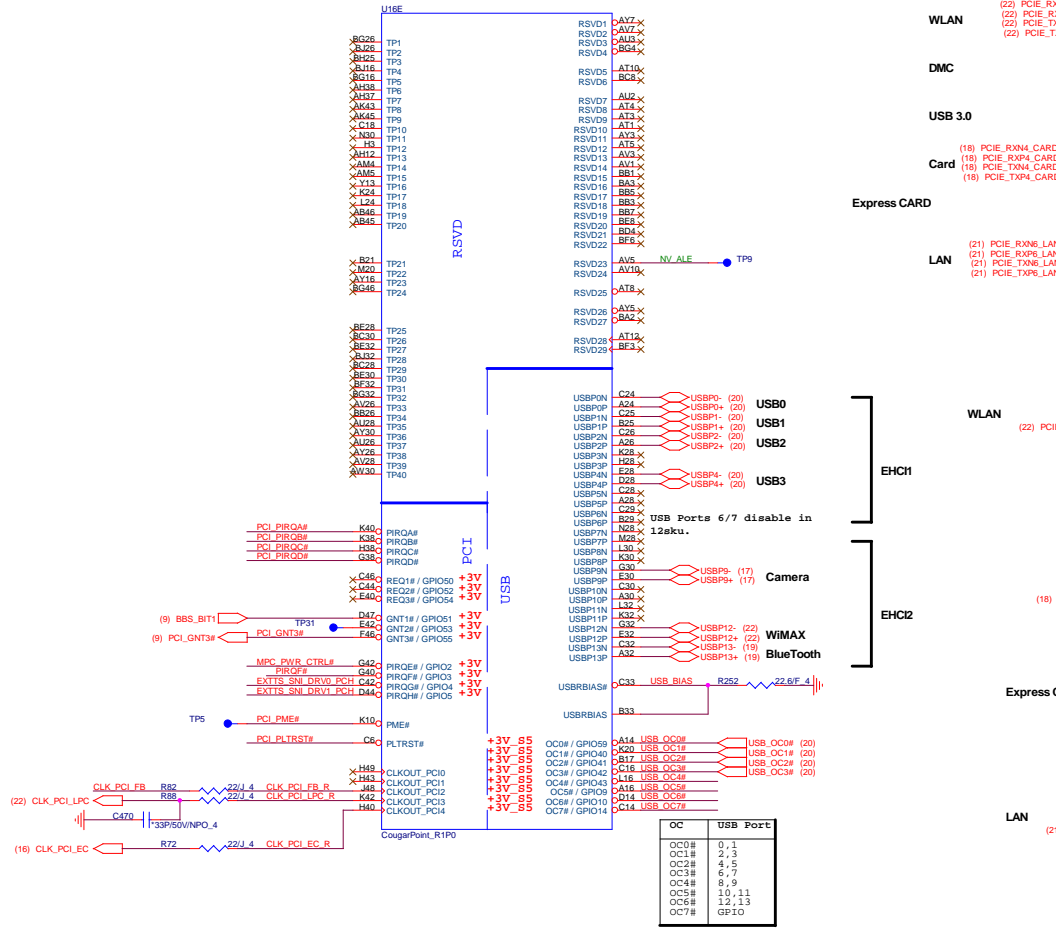 U16E
BG26 TP1
BJ26 TP2
BH25 TP3
BJ16 TP4
BG16 TP5
AH38 TP6
AH37 TP7
AK43 TP8
AK45 TP9
C18 TP10
N30 TP11
H3 TP12
AH12 TP13
AM4 TP14
AM5 TP15
Y13 TP16
K24 TP17
L24 TP18
AB46 TP19
AB45 TP20
B21 TP21
M20 TP22
AY16 TP23
BG46 TP24
BE28 TP25
BC30 TP26
BE32 TP27
BJ32 TP28
BC28 TP29
BE30 TP30
BF32 TP31
BG32 TP32
AV26 TP33
BB26 TP34
AU28 TP35
AY30 TP36
AU26 TP37
AY26 TP38
AV28 TP39
AW30 TP40
RSVD
RSVD1 AY7
RSVD2 AV7
RSVD3 AU3
RSVD4 BG4
RSVD5 AT10
RSVD6 BC8
RSVD7 AU2
RSVD8 AT4
RSVD9 AT3
RSVD10 AT1
RSVD11 AY3
RSVD12 AT5
RSVD13 AV3
RSVD14 AV1
RSVD15 BB1
RSVD16 BA3
RSVD17 BB5
RSVD18 BB3
RSVD19 BB7
RSVD20 BE8
RSVD21 BD4
RSVD22 BF6
RSVD23 AV5 NV_ALE TP9
RSVD24 AV10
RSVD25 AT8
RSVD26 AY5
RSVD27 BA2
RSVD28 AT12
RSVD29 BF3
USBP0N C24 USBP0- (20)
USBP0P A24 USBP0+ (20) USB0
USBP1N C25 USBP1- (20)
USBP1P B25 USBP1+ (20) USB1
USBP2N C26 USBP2- (20)
USBP2P A26 USBP2+ (20) USB2
USBP3N K28
USBP3P H28
USBP4N E28 USBP4- (20)
USBP4P D28 USBP4+ (20) USB3
USBP5N C28
USBP5P A28
USBP6N C29
USBP6P B29
USBP7N N28
USBP7P M28
USBP8N L30
USBP8P K30
USBP9N G30 USBP9- (17)
USBP9P E30 USBP9+ (17) Camera
USBP10N C30
USBP10P A30
USBP11N L32
USBP11P K32
USBP12N G32 USBP12- (22)
USBP12P E32 USBP12+ (22) WiMAX
USBP13N C32 USBP13- (19)
USBP13P A32 USBP13+ (19) BlueTooth
EHCI1
USB Ports 6/7 disable in
12sku.
EHCI2
USBRBIAS# C33 USB_BIAS R252 22.6/F_4
USBRBIAS B33
PCI
USB
PCI_PIRQA# K40 PIRQA#
PCI_PIRQB# K38 PIRQB#
PCI_PIRQC# H38 PIRQC#
PCI_PIRQD# G38 PIRQD#
C46 REQ1# / GPIO50 +3V
C44 REQ2# / GPIO52 +3V
E40 REQ3# / GPIO54 +3V
(9) BBS_BIT1 D47 GNT1# / GPIO51 +3V
TP31 E42 GNT2# / GPIO53 +3V
(9) PCI_GNT3# PCI_GNT3# F46 GNT3# / GPIO55 +3V
MPC_PWR_CTRL# G42 PIRQE# / GPIO2 +3V
PIRQF# G40 PIRQF# / GPIO3 +3V
EXTTS_SNI_DRV0_PCH C42 PIRQG# / GPIO4 +3V
EXTTS_SNI_DRV1_PCH D44 PIRQH# / GPIO5 +3V
TP5 PCI_PME# K10 PME#
PCI_PLTRST# C6 PLTRST#
H49 CLKOUT_PCI0
H43 CLKOUT_PCI1
CLK_PCI_FB R82 22/J_4 CLK_PCI_FB_R J48 CLKOUT_PCI2
(22) CLK_PCI_LPC R88 22/J_4 CLK_PCI_LPC_R K42 CLKOUT_PCI3
H40 CLKOUT_PCI4
C470 *33P/50V/NPO_4
(16) CLK_PCI_EC R72 22/J_4 CLK_PCI_EC_R
+3V_S5 OC0# / GPIO59 A14 USB_OC0# USB_OC0# (20)
+3V_S5 OC1# / GPIO40 K20 USB_OC1# USB_OC1# (20)
+3V_S5 OC2# / GPIO41 B17 USB_OC2# USB_OC2# (20)
+3V_S5 OC3# / GPIO42 C16 USB_OC3# USB_OC3# (20)
+3V_S5 OC4# / GPIO43 L16 USB_OC4#
+3V_S5 OC5# / GPIO9 A16 USB_OC5#
+3V_S5 OC6# / GPIO10 D14 USB_OC6#
+3V_S5 OC7# / GPIO14 C14 USB_OC7#
CougarPoint_R1P0
OC USB Port
OC0# 0,1
OC1# 2,3
OC2# 4,5
OC3# 6,7
OC4# 8,9
OC5# 10,11
OC6# 12,13
OC7# GPIO
WLAN
(22) PCIE_RX
(22) PCIE_RX
(22) PCIE_TX
(22) PCIE_T
DMC
USB 3.0
Card
(18) PCIE_RXN4_CARD
(18) PCIE_RXP4_CARD
(18) PCIE_TXN4_CARD
(18) PCIE_TXP4_CARD
Express CARD
LAN
(21) PCIE_RXN6_LAN
(21) PCIE_RXP6_LAN
(21) PCIE_TXN6_LAN
(21) PCIE_TXP6_LAN
WLAN
(22) PCI
(18)
Express C
LAN
(21